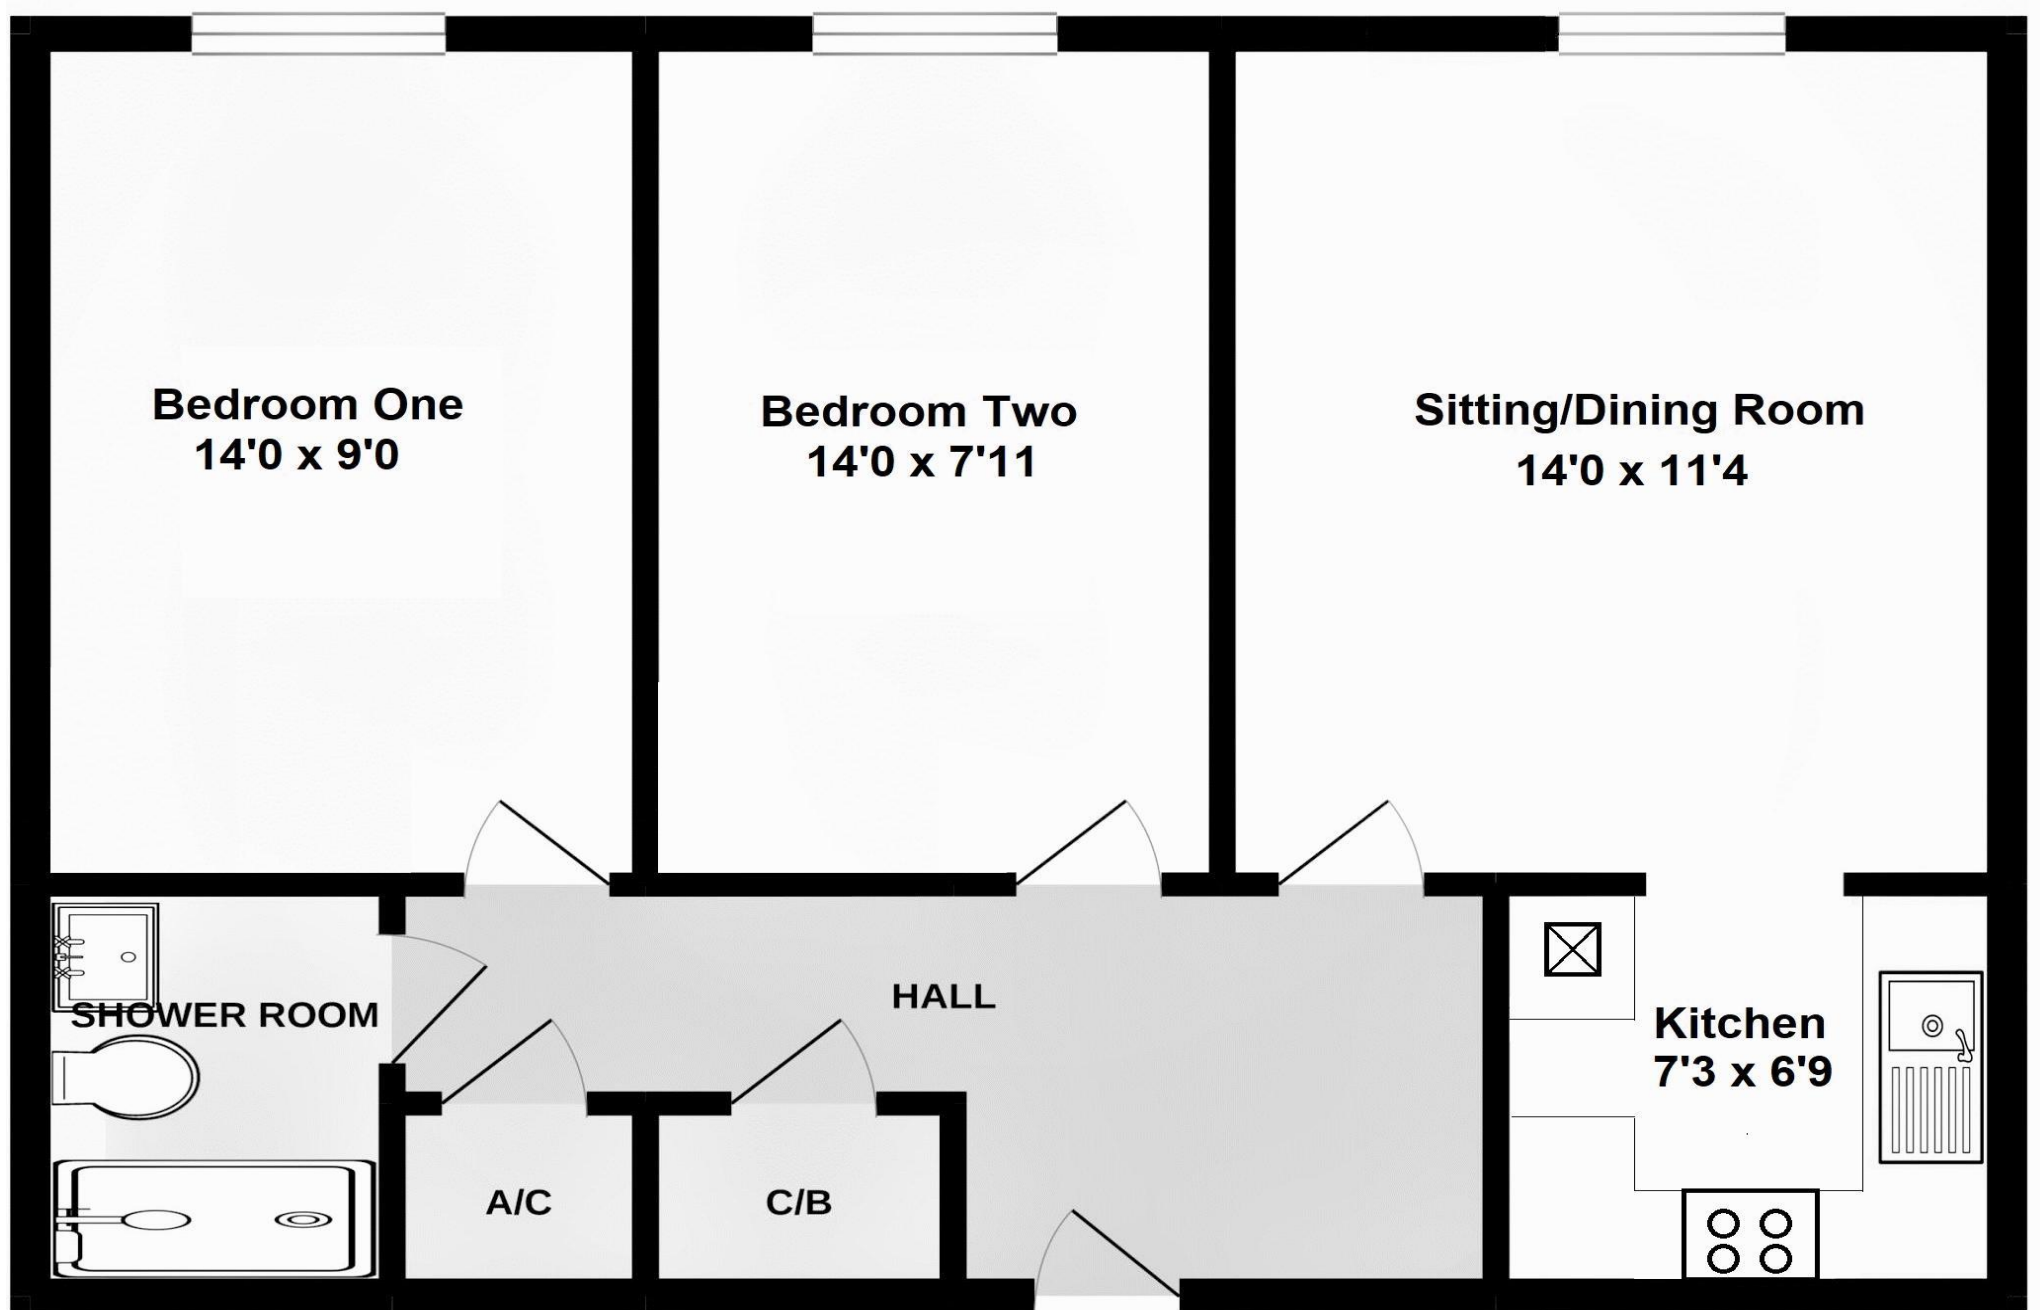 Bedroom One
14'0 x 9'0
Bedroom Two
14'0 x 7'11
Sitting/Dining Room
14'0 x 11'4
SHOWER ROOM
HALL
Kitchen
7'3 x 6'9
A/C
C/B